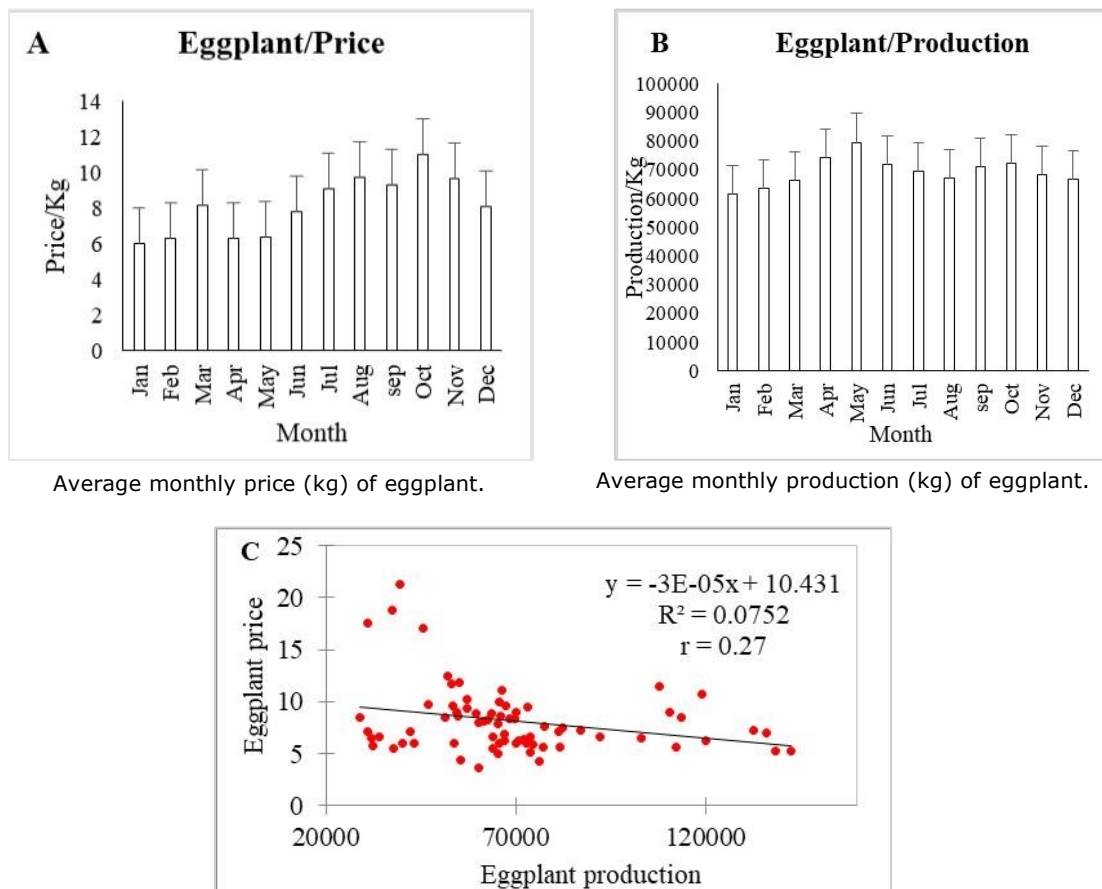 A
Eggplant/Price
Price/Kg
14
12
10
8
6
4
2
0
Jan
Feb
Mar
Apr
May
Jun
Jul
Aug
sep
Oct
Nov
Dec
Month
Average monthly price (kg) of eggplant.
B
Eggplant/Production
Production/Kg
100000
90000
80000
70000
60000
50000
40000
30000
20000
10000
0
Jan
Feb
Mar
Apr
May
Jun
Jul
Aug
sep
Oct
Nov
Dec
Month
Average monthly production (kg) of eggplant.
C
Eggplant price
25
20
15
10
5
0
y = -3E-05x + 10.431
R² = 0.0752
r = 0.27
20000
70000
120000
Eggplant production